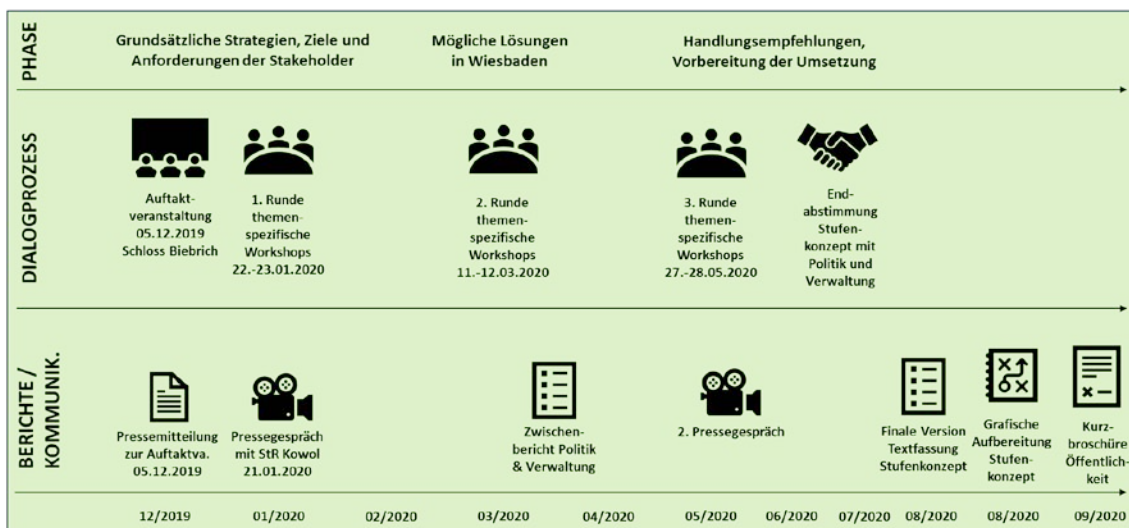 PHASE
Grundsätzliche Strategien, Ziele und
Anforderungen der Stakeholder
Mögliche Lösungen
in Wiesbaden
Handlungsempfehlungen,
Vorbereitung der Umsetzung
DIALOGPROZESS
Auftakt-
veranstaltung
05.12.2019
Schloss Biebrich
1. Runde
themen-
spezifische
Workshops
22.-23.01.2020
2. Runde
themen-
spezifische
Workshops
11.-12.03.2020
3. Runde
themen-
spezifische
Workshops
27.-28.05.2020
End-
abstimmung
Stufen-
konzept mit
Politik und
Verwaltung
BERICHTE /
KOMMUNIK.
Pressemitteilung
zur Auftaktva.
05.12.2019
Pressegespräch
mit StR Kowol
21.01.2020
Zwischen-
bericht Politik
& Verwaltung
2. Pressegespräch
Finale Version
Textfassung
Stufenkonzept
Grafische
Aufbereitung
Stufen-
konzept
Kurz-
broschüre
Öffentlich-
keit
12/2019
01/2020
02/2020
03/2020
04/2020
05/2020
06/2020
07/2020
08/2020
08/2020
09/2020